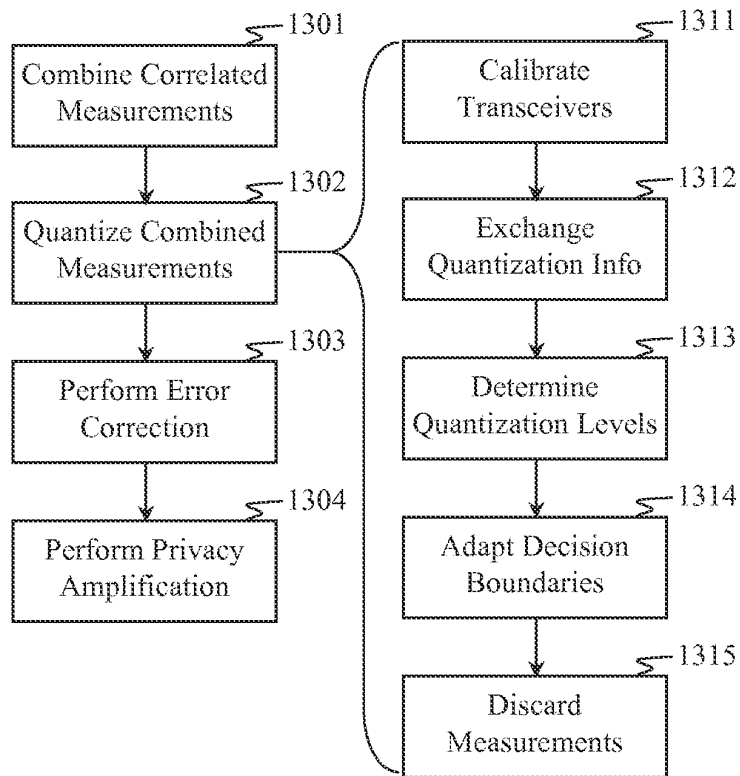 1301
Combine Correlated
Measurements
1302
Quantize Combined
Measurements
1303
Perform Error
Correction
1304
Perform Privacy
Amplification
1311
Calibrate
Transceivers
1312
Exchange
Quantization Info
1313
Determine
Quantization Levels
1314
Adapt Decision
Boundaries
1315
Discard
Measurements